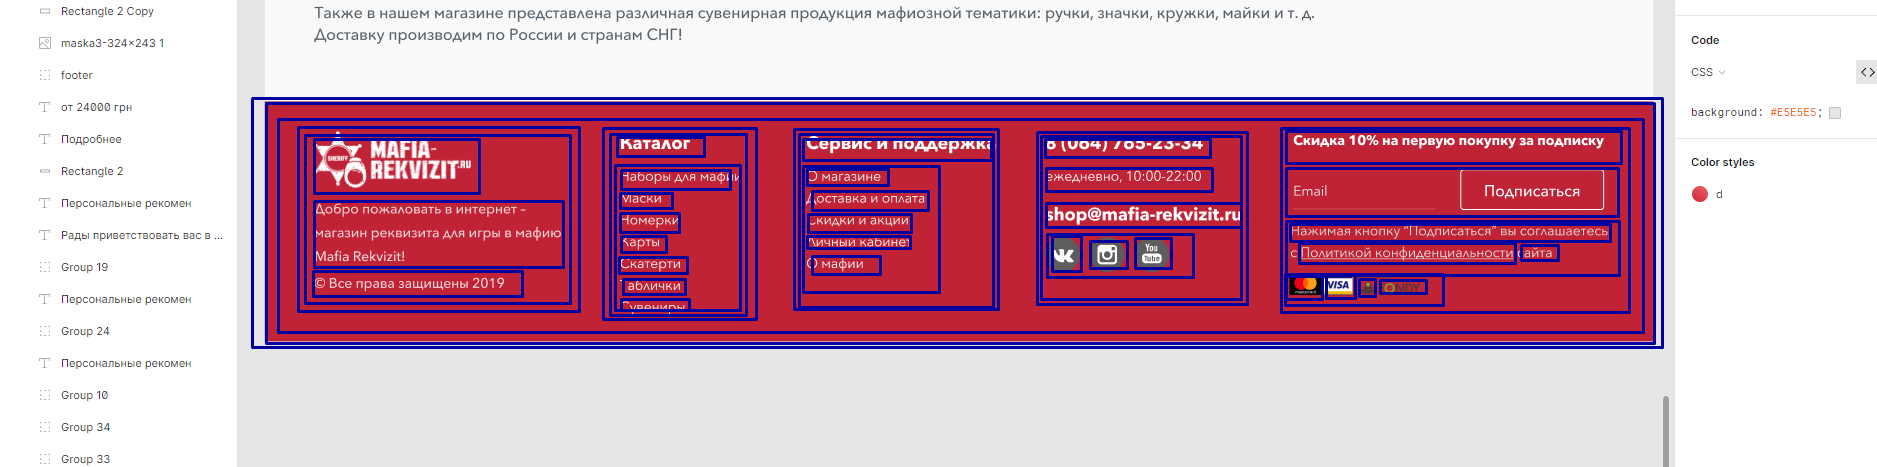 Rectangle 2 Copy
maska3-324×243 1
footer
от 24000 грн
Подробнее
Rectangle 2
Персональные рекомен
Рады приветствовать вас в ...
Group 19
Персональные рекомен
Group 24
Персональные рекомен
Group 10
Group 34
Group 33
Также в нашем магазине представлена различная сувенирная продукция мафиозной тематики: ручки, значки, кружки, майки и т. д.
Доставку производим по России и странам СНГ!
SHERIFF
MAFIA-
REKVIZIT.RU
Добро пожаловать в интернет -
магазин реквизита для игры в мафию
Mafia Rekvizit!
© Все права защищены 2019
Каталог
Наборы для мафии
Маски
Номерки
Карты
Скатерти
Таблички
Сувениры
Сервис и поддержка
О магазине
Доставка и оплата
Скидки и акции
Личный кабинет
О мафии
8 (064) 765-23-34
ежедневно, 10:00-22:00
shop@mafia-rekvizit.ru
You
Tube
Скидка 10% на первую покупку за подписку
Email
Подписаться
Нажимая кнопку “Подписаться” вы соглашаетесь
с Политикой конфиденциальности сайта
VISA
Code
CSS
<>
background: #E5E5E5;
Color styles
d